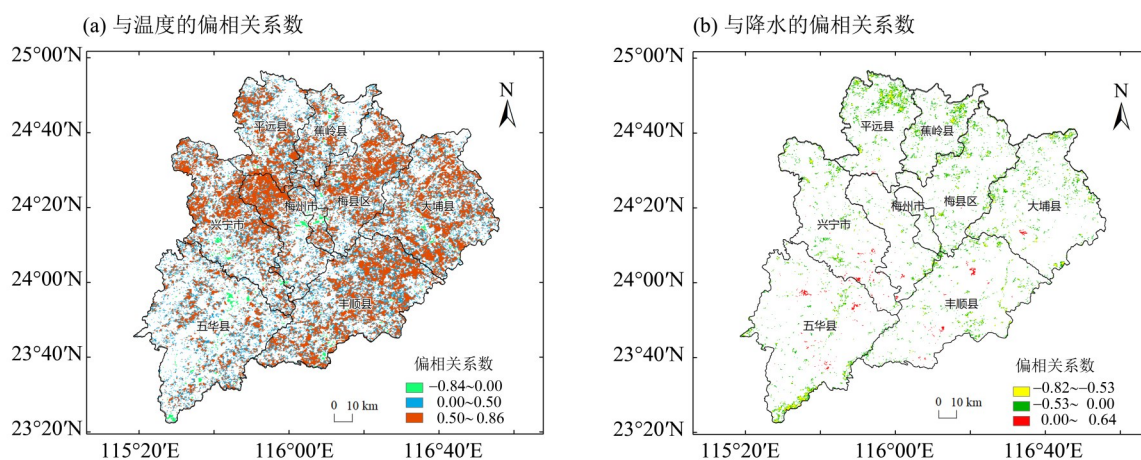 (a) 与温度的偏相关系数
25°00′N
24°40′N
24°20′N
24°00′N
23°40′N
23°20′N
115°20′E
116°00′E
116°40′E
N
平远县
蕉岭县
梅州市
梅县区
大埔县
兴宁市
丰顺县
五华县
0 10 km
偏相关系数
−0.84~0.00
0.00~0.50
0.50~ 0.86
(b) 与降水的偏相关系数
25°00′N
24°40′N
24°20′N
24°00′N
23°40′N
23°20′N
115°20′E
116°00′E
116°40′E
N
平远县
蕉岭县
梅州市
梅县区
大埔县
兴宁市
丰顺县
五华县
0 10 km
偏相关系数
−0.82~−0.53
−0.53~ 0.00
0.00~ 0.64